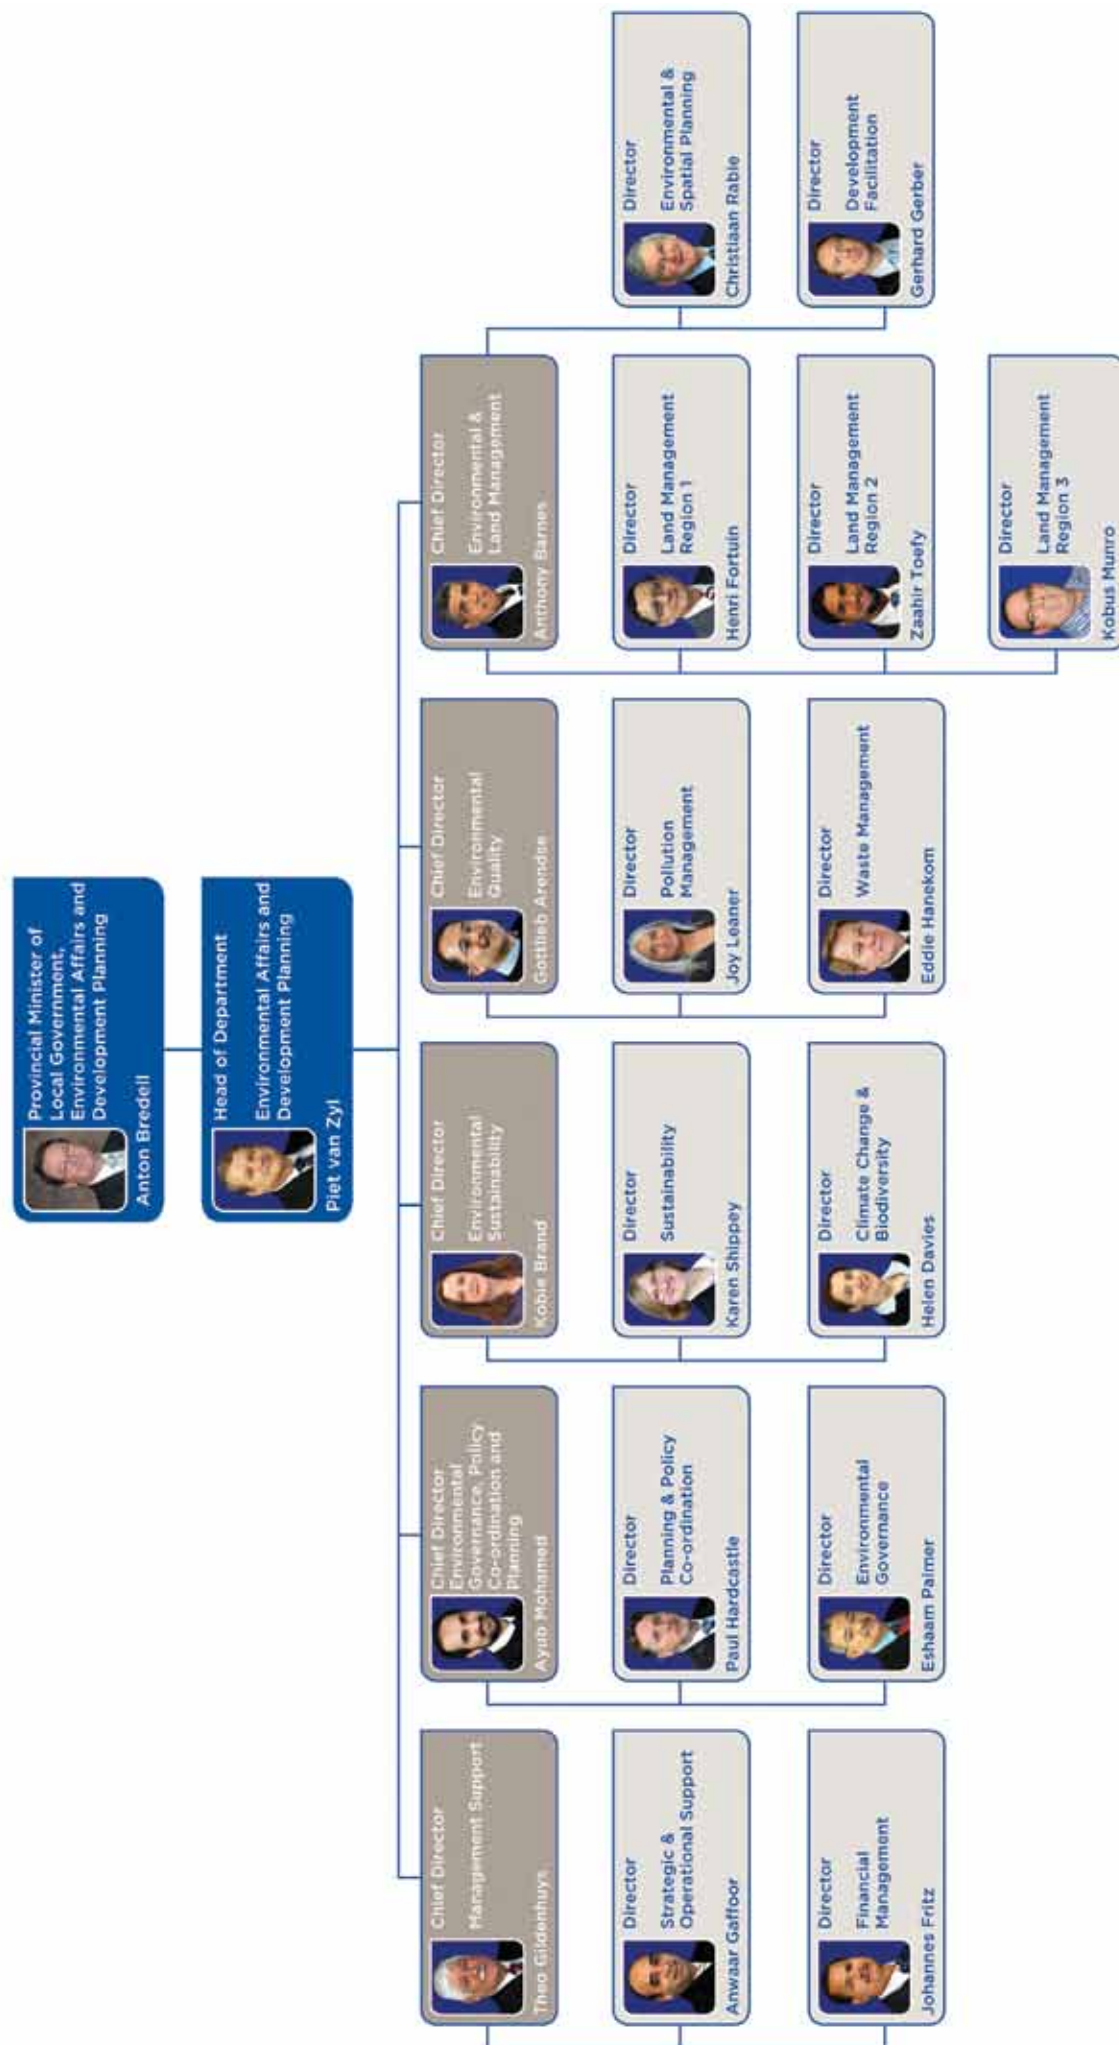 Provincial Minister of
Local Government,
Environmental Affairs and
Development Planning
Anton Bredell
Head of Department
Environmental Affairs and
Development Planning
Piet van Zyl
Chief Director
Management Support
Theo Gildenhuys
Director
Strategic &
Operational Support
Anwaar Gaffoor
Director
Financial
Management
Johannes Fritz
Chief Director
Environmental
Governance, Policy
Co-ordination and
Planning
Ayub Mohamed
Director
Planning & Policy
Co-ordination
Paul Hardcastle
Director
Environmental
Governance
Eshaam Palmer
Chief Director
Environmental
Sustainability
Kobie Brand
Director
Sustainability
Karen Shippey
Director
Climate Change &
Biodiversity
Helen Davies
Chief Director
Environmental
Quality
Gottlieb Arendse
Director
Pollution
Management
Joy Leaner
Director
Waste Management
Eddie Hanekom
Chief Director
Environmental &
Land Management
Anthony Barnes
Director
Land Management
Region 1
Henri Fortuin
Director
Land Management
Region 2
Zaahir Toefy
Director
Land Management
Region 3
Kobus Munro
Director
Environmental &
Spatial Planning
Christiaan Rabie
Director
Development
Facilitation
Gerhard Gerber